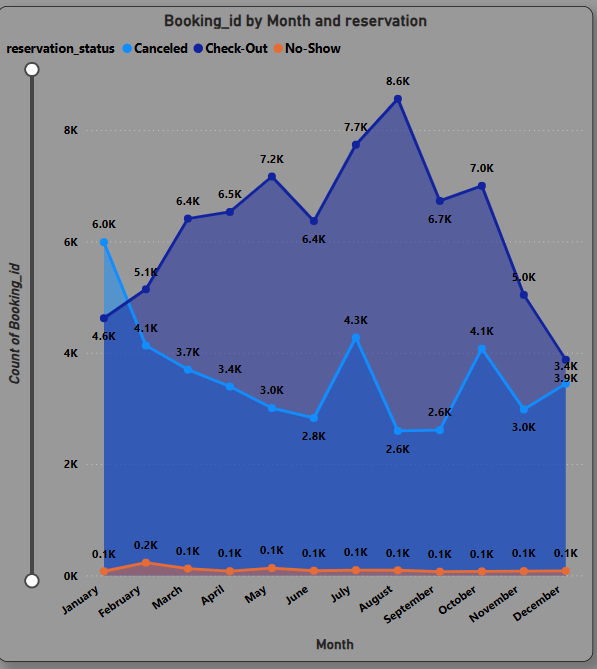 Booking_id by Month and reservation
reservation_status Canceled Check-Out No-Show
8.6K
8K
7.7K
7.2K
7.0K
6.5K
6.4K
6.0K
6K
6.7K
6.4K
5.1K
5.0K
4.6K
4.1K
4.3K
4.1K
4K
3.7K
3.4K
3.4K
3.9K
3.0K
2.8K
2.6K
2.6K
3.0K
2K
0.1K 0.2K 0.1K 0.1K 0.1K 0.1K 0.1K 0.1K 0.1K 0.1K 0.1K 0.1K
0K
January February March April May June July August September October November December
Month
Count of Booking_id